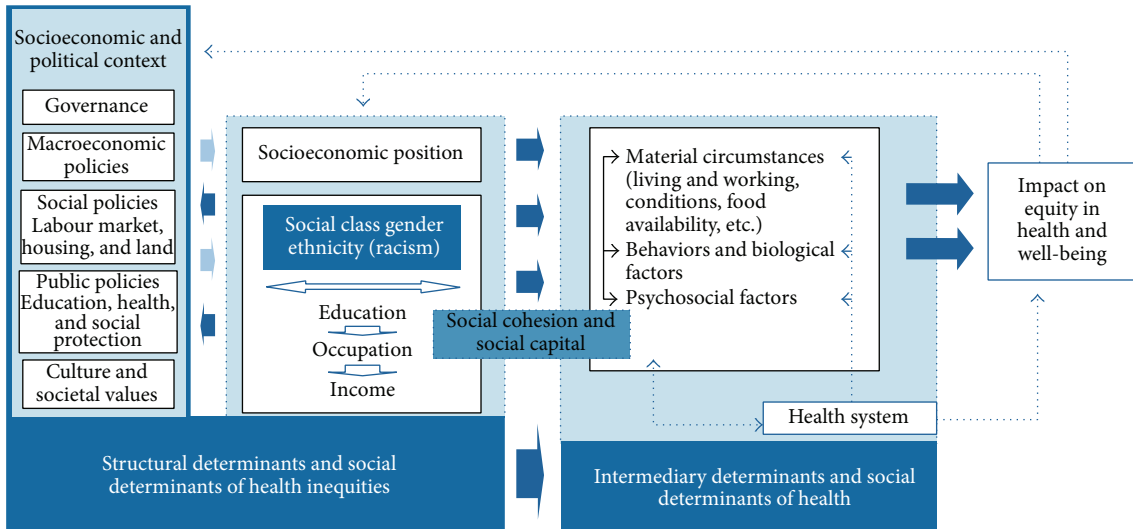 Socioeconomic and
political context
Governance
Macroeconomic
policies
Social policies
Labour market,
housing, and land
Public policies
Education, health,
and social
protection
Culture and
societal values
Structural determinants and social
determinants of health inequities
Socioeconomic position
Social class gender
ethnicity (racism)
Education
Occupation
Income
Social cohesion and
social capital
Material circumstances
(living and working,
conditions, food
availability, etc.)
Behaviors and biological
factors
Psychosocial factors
Health system
Intermediary determinants and social
determinants of health
Impact on
equity in
health and
well-being